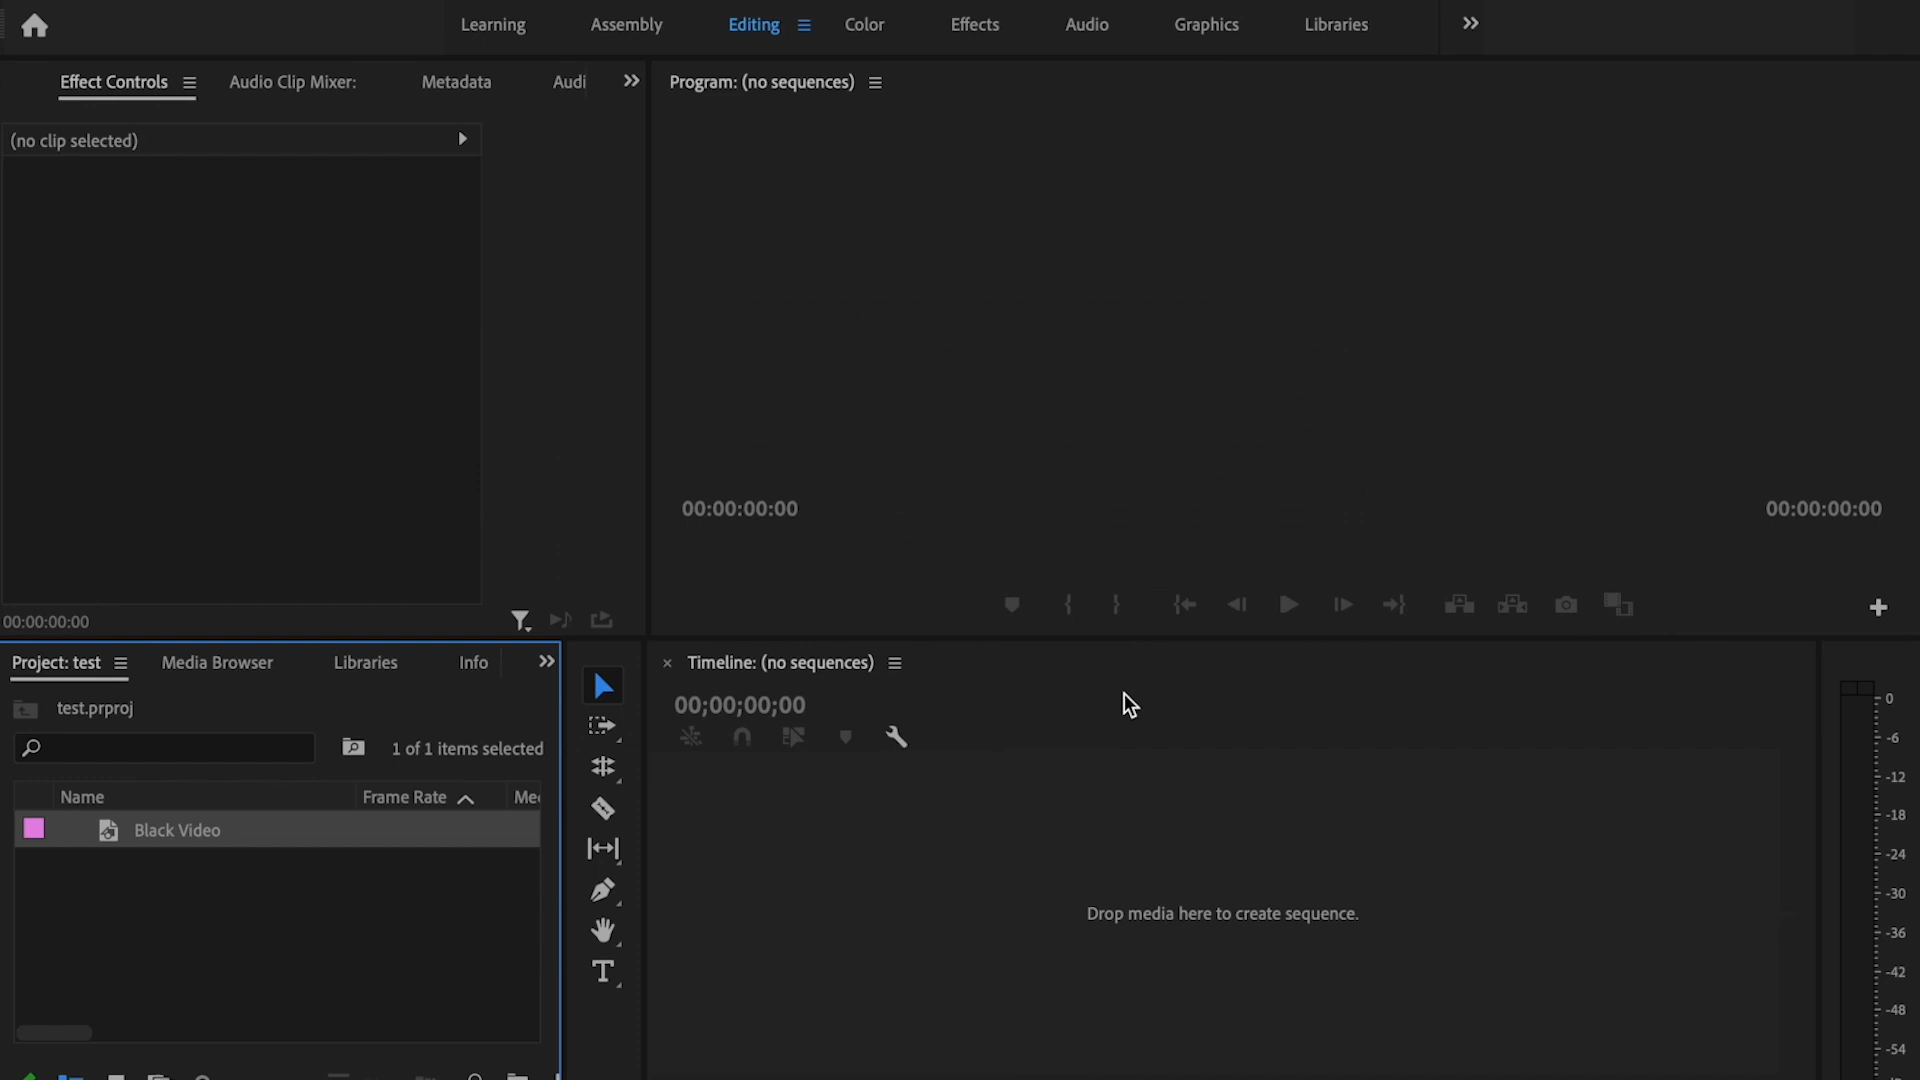 Learning Assembly Editing Color Effects Audio Graphics Libraries
Effect Controls Audio Clip Mixer: Metadata Audi
Program: (no sequences)
(no clip selected)
00:00:00:00 00:00:00:00
00:00:00:00
Project: test Media Browser Libraries Info
Timeline: (no sequences)
test.prproj
00;00;00;00
1 of 1 items selected
Name Frame Rate Me
Black Video
Drop media here to create sequence.
0
-6
-12
-18
-24
-30
-36
-42
-48
-54